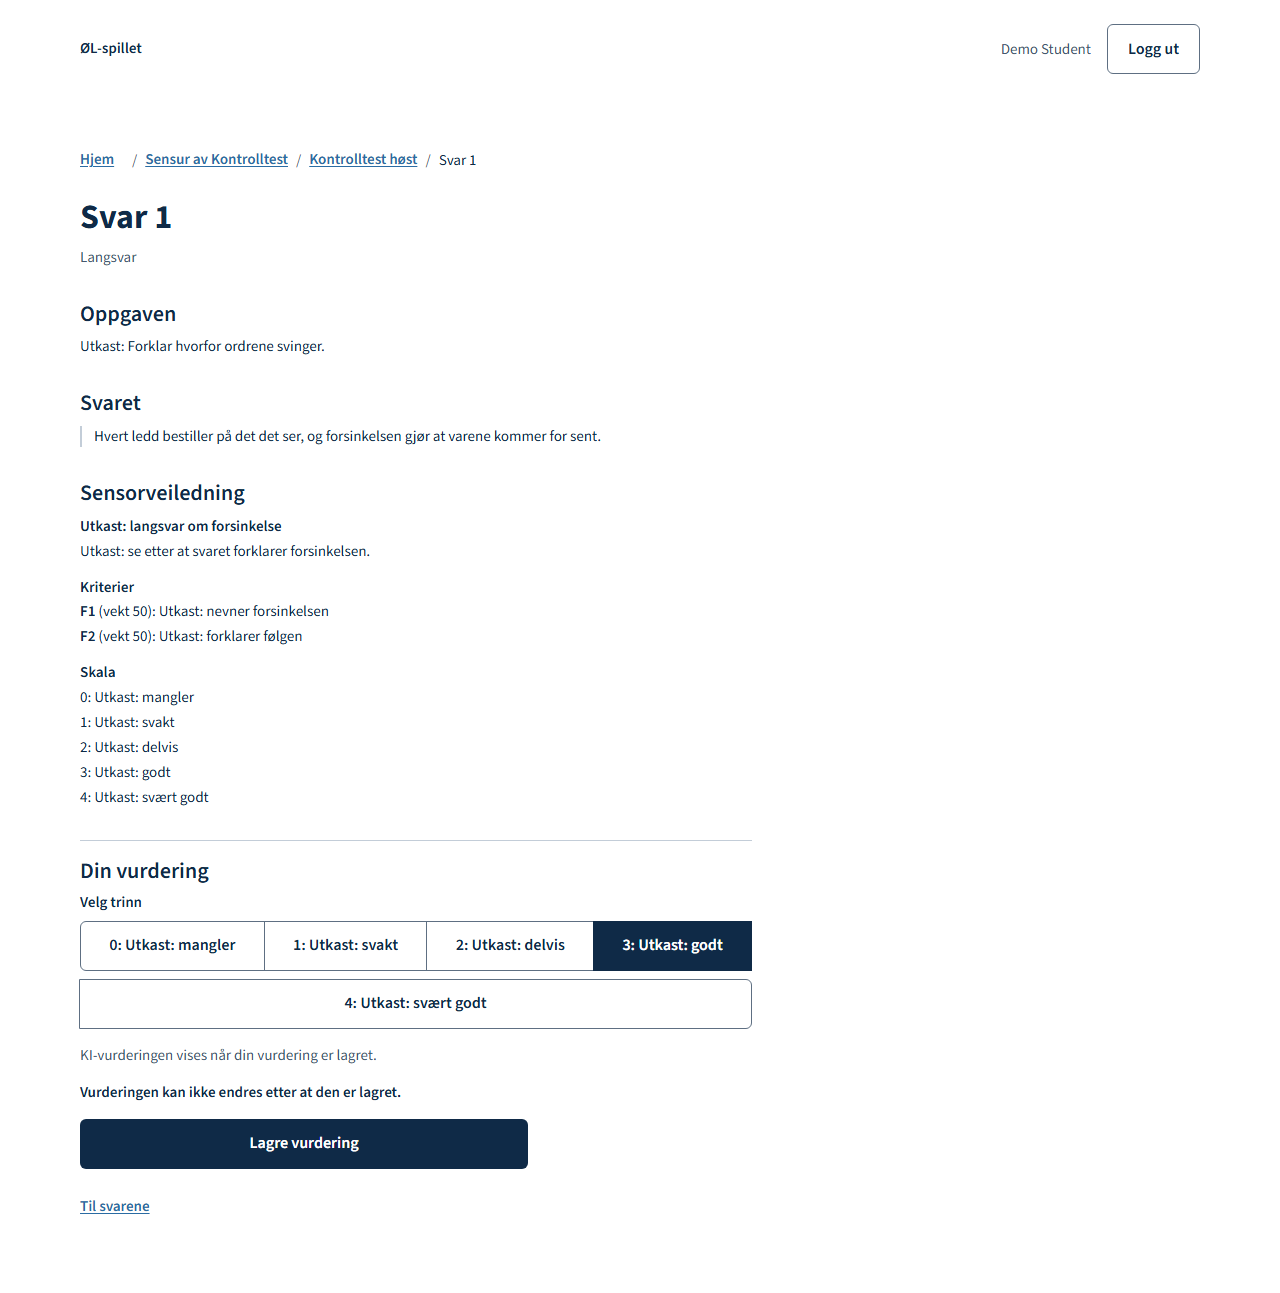 ØL-spillet
Demo Student
Logg ut
Hjem / Sensur av Kontrolltest / Kontrolltest høst / Svar 1
Svar 1
Langsvar
Oppgaven
Utkast: Forklar hvorfor ordrene svinger.
Svaret
Hvert ledd bestiller på det det ser, og forsinkelsen gjør at varene kommer for sent.
Sensorveiledning
Utkast: langsvar om forsinkelse
Utkast: se etter at svaret forklarer forsinkelsen.
Kriterier
F1 (vekt 50): Utkast: nevner forsinkelsen
F2 (vekt 50): Utkast: forklarer følgen
Skala
0: Utkast: mangler
1: Utkast: svakt
2: Utkast: delvis
3: Utkast: godt
4: Utkast: svært godt
Din vurdering
Velg trinn
0: Utkast: mangler
1: Utkast: svakt
2: Utkast: delvis
3: Utkast: godt
4: Utkast: svært godt
KI-vurderingen vises når din vurdering er lagret.
Vurderingen kan ikke endres etter at den er lagret.
Lagre vurdering
Til svarene